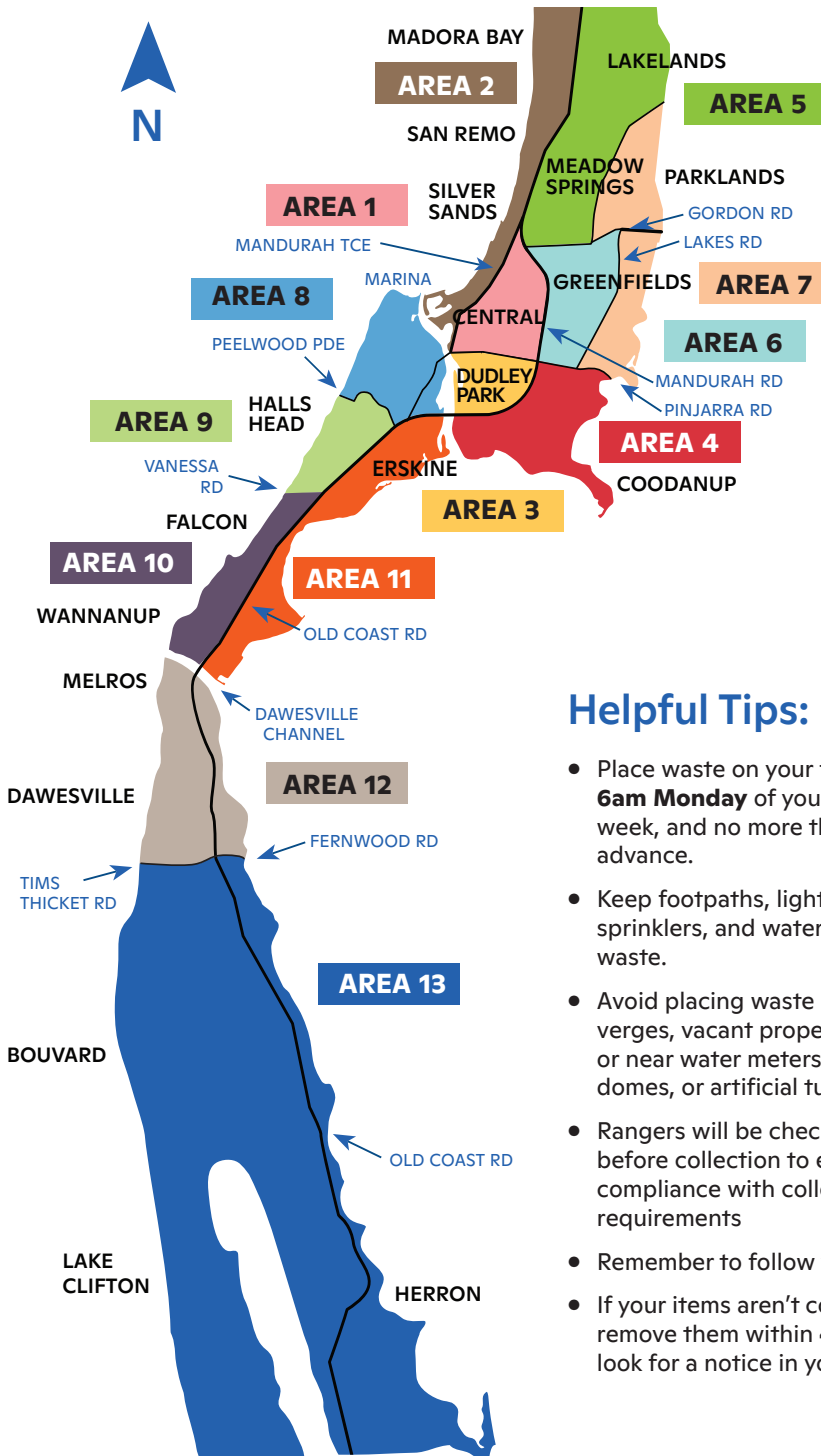 MADORA BAY
LAKELANDS
AREA 2
AREA 5
N
SAN REMO
MEADOW
SPRINGS
PARKLANDS
SILVER
SANDS
AREA 1
GORDON RD
MANDURAH TCE
LAKES RD
MARINA
GREENFIELDS
AREA 7
AREA 8
CENTRAL
AREA 6
PEELWOOD PDE
DUDLEY
PARK
MANDURAH RD
HALLS
HEAD
PINJARRA RD
AREA 9
AREA 4
ERSKINE
VANESSA
RD
COODANUP
AREA 3
FALCON
AREA 10
AREA 11
WANNANUP
OLD COAST RD
MELROS
DAWESVILLE
CHANNEL
AREA 12
DAWESVILLE
FERNWOOD RD
TIMS
THICKET RD
AREA 13
BOUVARD
OLD COAST RD
LAKE
CLIFTON
HERRON
Helpful Tips:
• Place waste on your
6am Monday of you
week, and no more
advance.
• Keep footpaths, light
sprinklers, and water
waste.
• Avoid placing waste
verges, vacant prope
or near water meters
domes, or artificial tu
• Rangers will be chec
before collection to e
compliance with colle
requirements
• Remember to follow
• If your items aren’t co
remove them within
look for a notice in yo